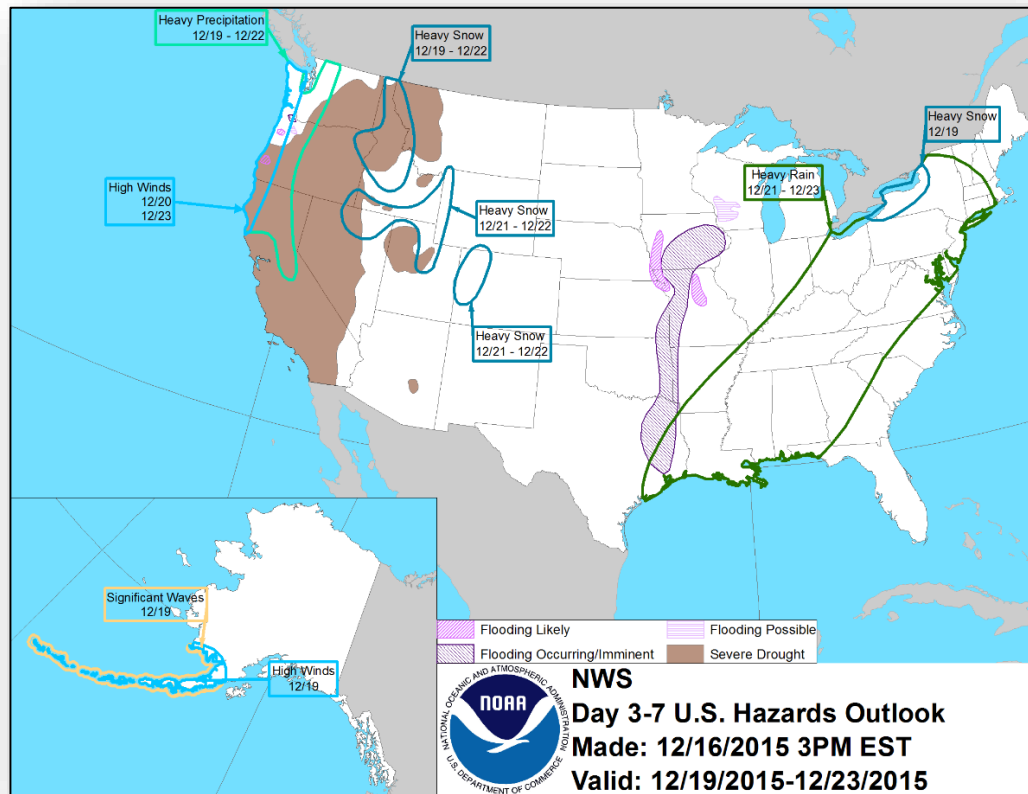 Heavy Precipitation
12/19 - 12/22
Heavy Snow
12/19 - 12/22
Heavy Snow
12/19
Heavy Rain
12/21 - 12/23
High Winds
12/20
12/23
Heavy Snow
12/21 - 12/22
Heavy Snow
12/21 - 12/22
Significant Waves
12/19
High Winds
12/19
Flooding Likely
Flooding Possible
Flooding Occurring/Imminent
Severe Drought
NATIONAL OCEANIC AND ATMOSPHERIC ADMINISTRATION
U.S. DEPARTMENT OF COMMERCE
NOAA
NWS
Day 3-7 U.S. Hazards Outlook
Made: 12/16/2015 3PM EST
Valid: 12/19/2015-12/23/2015